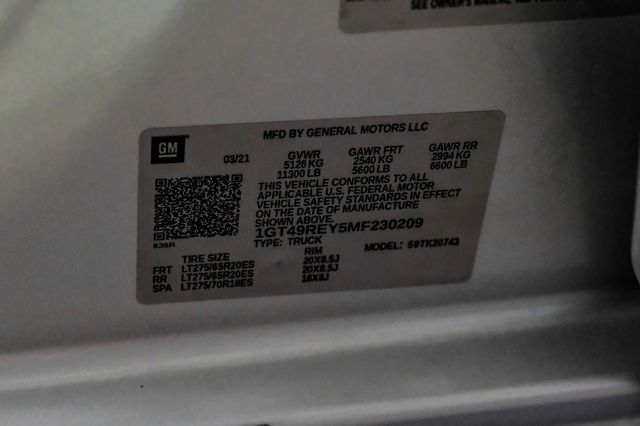 SEE OWNER'S MANUAL
GM
MFD BY GENERAL MOTORS LLC
03/21 GVWR GAWR FRT GAWR RR
5126 KG 2540 KG 2994 KG
11300 LB 5600 LB 6600 LB
THIS VEHICLE CONFORMS TO ALL
APPLICABLE U.S. FEDERAL MOTOR
VEHICLE SAFETY STANDARDS IN EFFECT
ON THE DATE OF MANUFACTURE
SHOWN ABOVE.
1GT49REY5MF230209
TYPE: TRUCK MODEL: 59TK20743
636R
TIRE SIZE RIM
FRT LT275/65R20ES 20X8.5J
RR LT275/65R20ES 20X8.5J
SPA LT275/70R18ES 18X8J